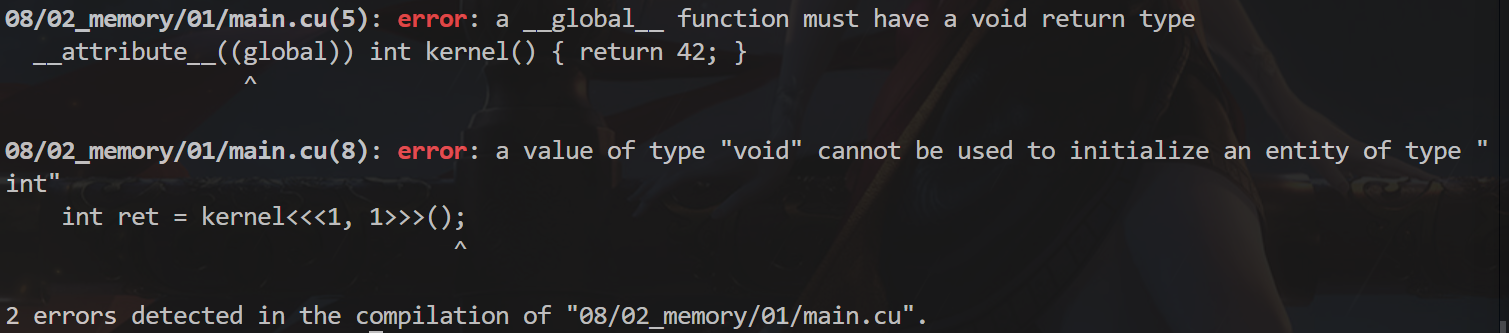 08/02_memory/01/main.cu(5): error: a __global__ function must have a void return type
  __attribute__((global)) int kernel() { return 42; }
                 ^
08/02_memory/01/main.cu(8): error: a value of type "void" cannot be used to initialize an entity of type "
int"
    int ret = kernel<<<1, 1>>>();
                                ^
2 errors detected in the compilation of "08/02_memory/01/main.cu".